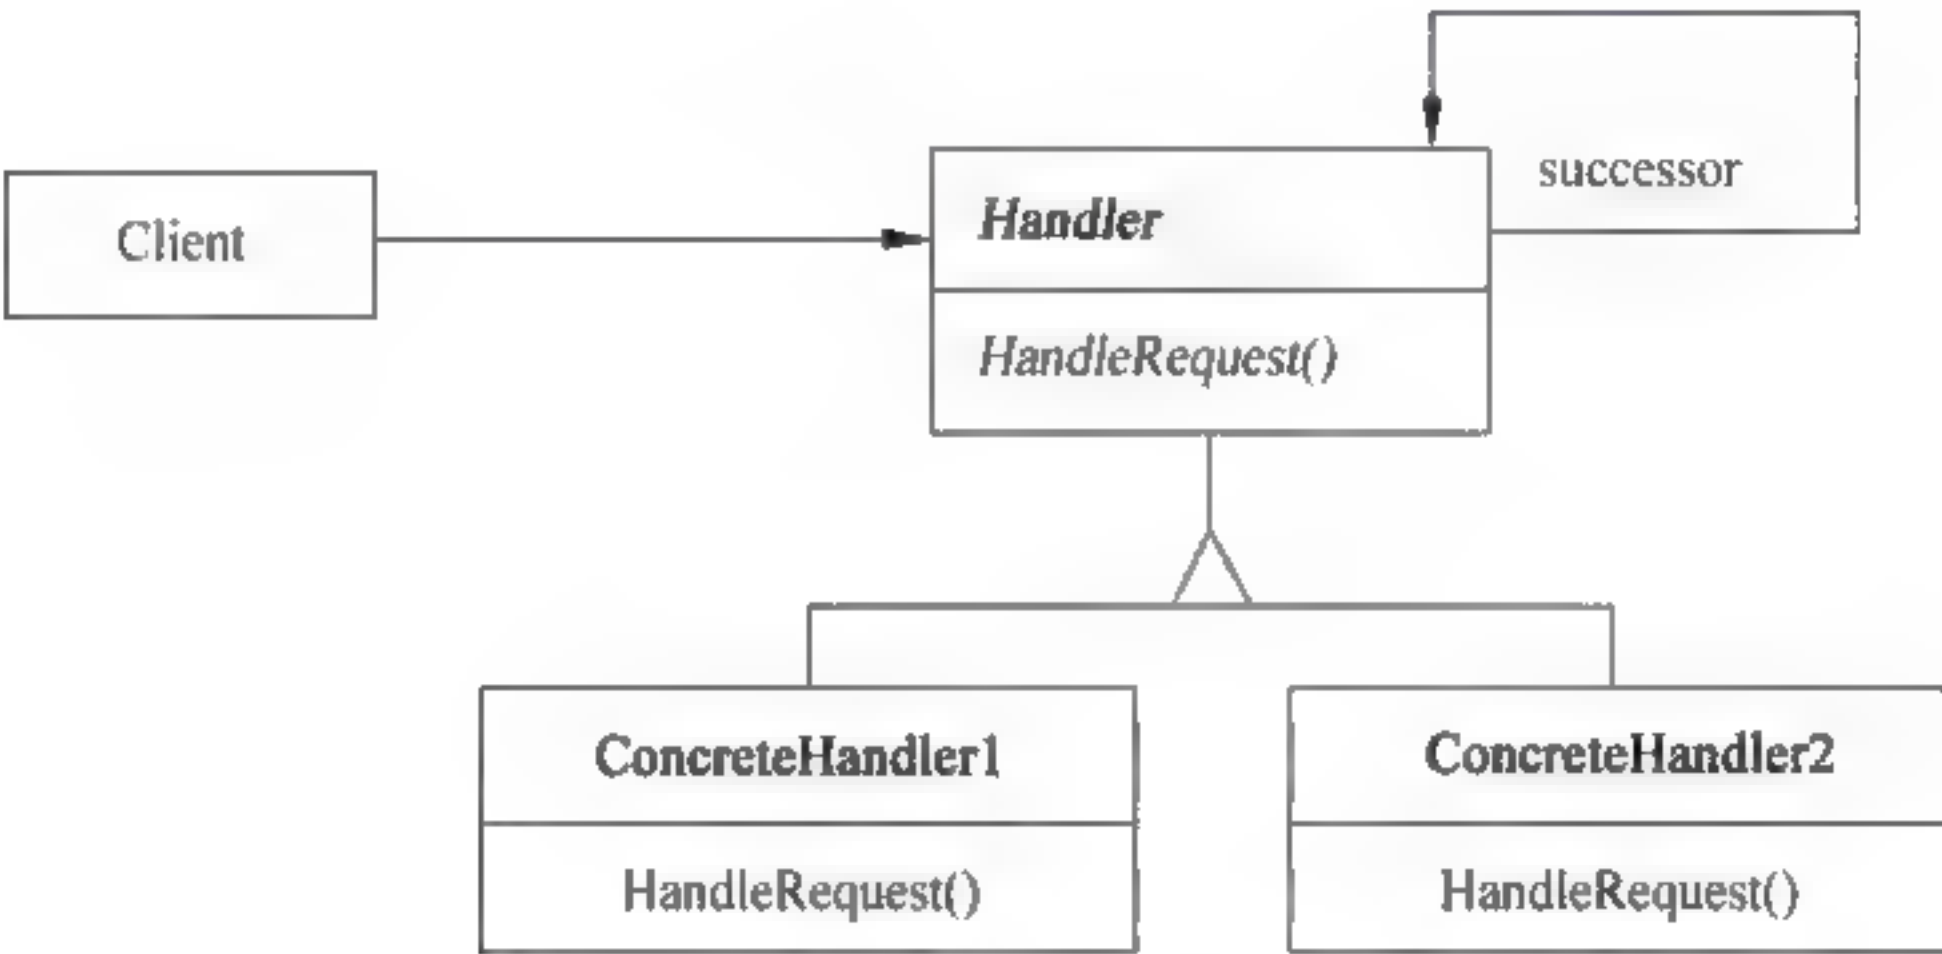 successor
Client
Handler
HandleRequest()
ConcreteHandler1
ConcreteHandler2
HandleRequest()
HandleRequest()